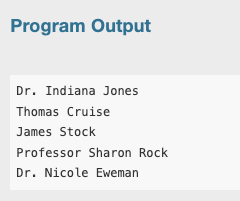 Program Output
Dr. Indiana Jones
Thomas Cruise
James Stock
Professor Sharon Rock
Dr. Nicole Eweman